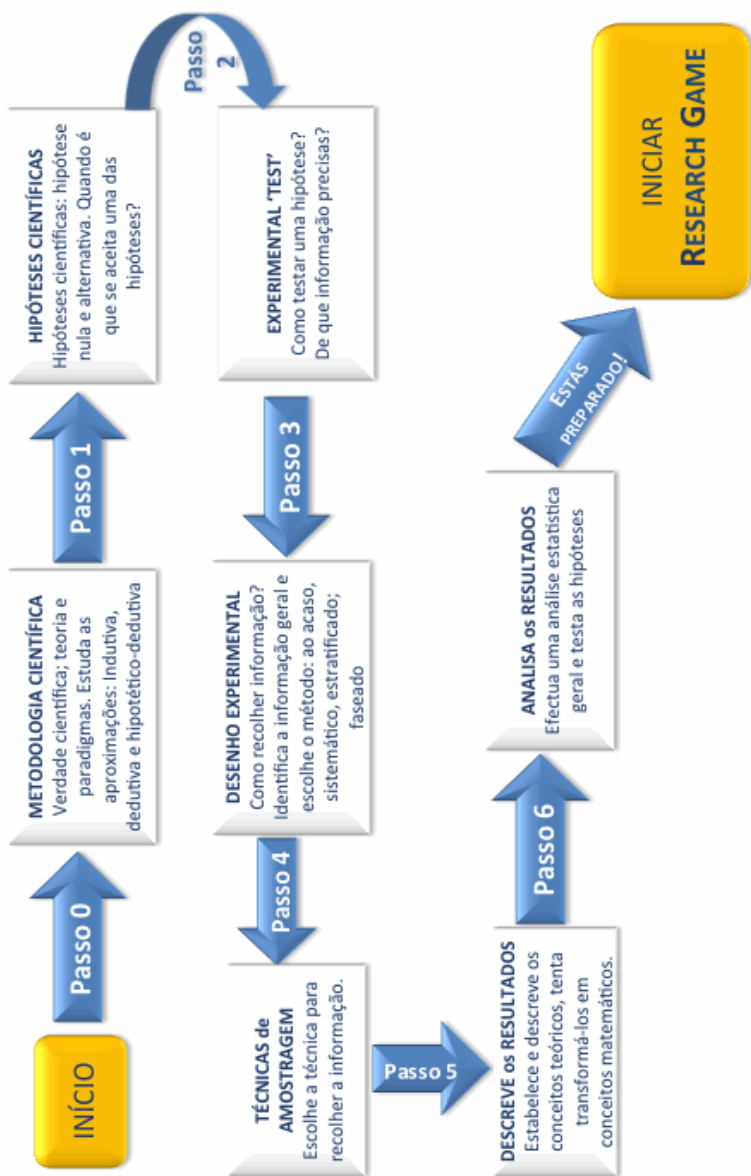 INÍCIO
Passo 0
METODOLOGIA CIENTÍFICA
Verdade científica; teoria e
paradigmas. Estuda as
aproximações: Indutiva,
dedutiva e hipotético-dedutiva
Passo 1
HIPÓTESES CIENTÍFICAS
Hipóteses científicas: hipótese
nula e alternativa. Quando é
que se aceita uma das
hipóteses?
Passo
2
EXPERIMENTAL ‘TEST’
Como testar uma hipótese?
De que informação precisas?
Passo 3
DESENHO EXPERIMENTAL
Como recolher informação?
Identifica a informação geral e
escolhe o método: ao acaso,
sistemático, estratificado;
faseado
Passo 4
TÉCNICAS de
AMOSTRAGEM
Escolhe a técnica para
recolher a informação.
Passo 5
DESCREVE os RESULTADOS
Estabelece e descreve os
conceitos teóricos, tenta
transformá-los em
conceitos matemáticos.
Passo 6
ANALISA os RESULTADOS
Efectua uma análise estatística
geral e testa as hipóteses
ESTÁS
PREPARADO!
INICIAR
RESEARCH GAME